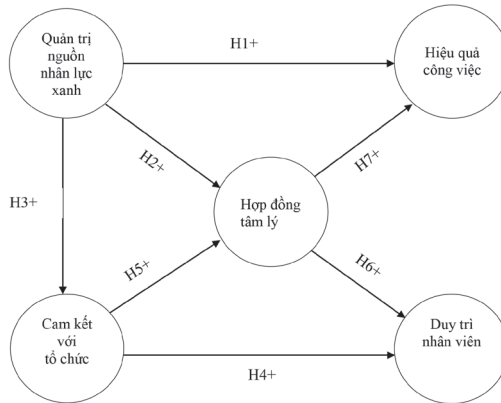 Quản trị
nguồn
nhân lực
xanh
H1+
Hiệu quả
công việc
H2+
H7+
H3+
Hợp đồng
tâm lý
H5+
H6+
Cam kết
với
tổ chức
H4+
Duy trì
nhân viên